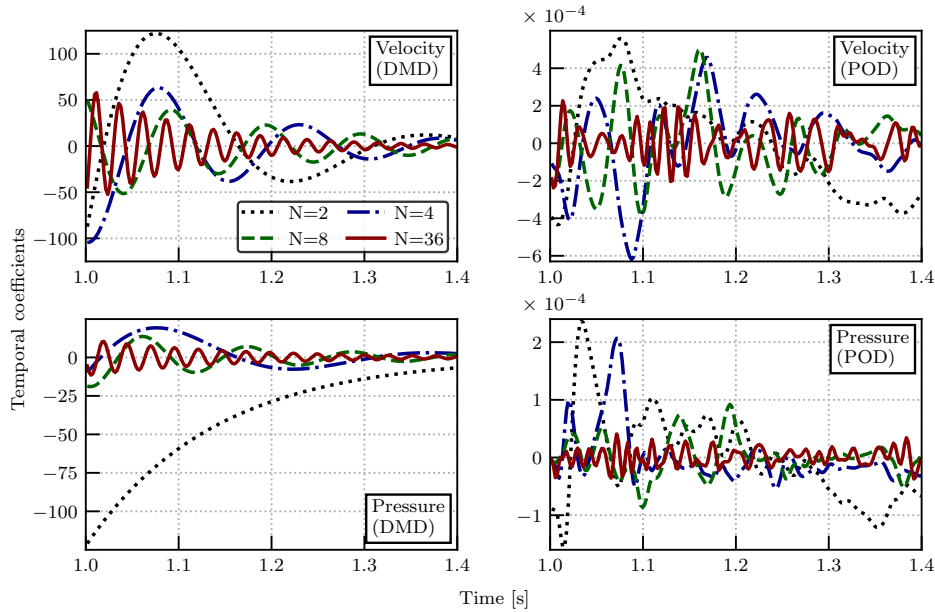 × 10⁻⁴
Velocity
(DMD)
100
50
0
−50
−100
N=2
N=4
N=8
N=36
1.0 1.1 1.2 1.3 1.4
Velocity
(POD)
4
2
0
−2
−4
−6
1.0 1.1 1.2 1.3 1.4
Temporal coefficients
0
−25
−50
−75
−100
Pressure
(DMD)
1.0 1.1 1.2 1.3 1.4
× 10⁻⁴
Pressure
(POD)
2
1
0
−1
1.0 1.1 1.2 1.3 1.4
Time [s]